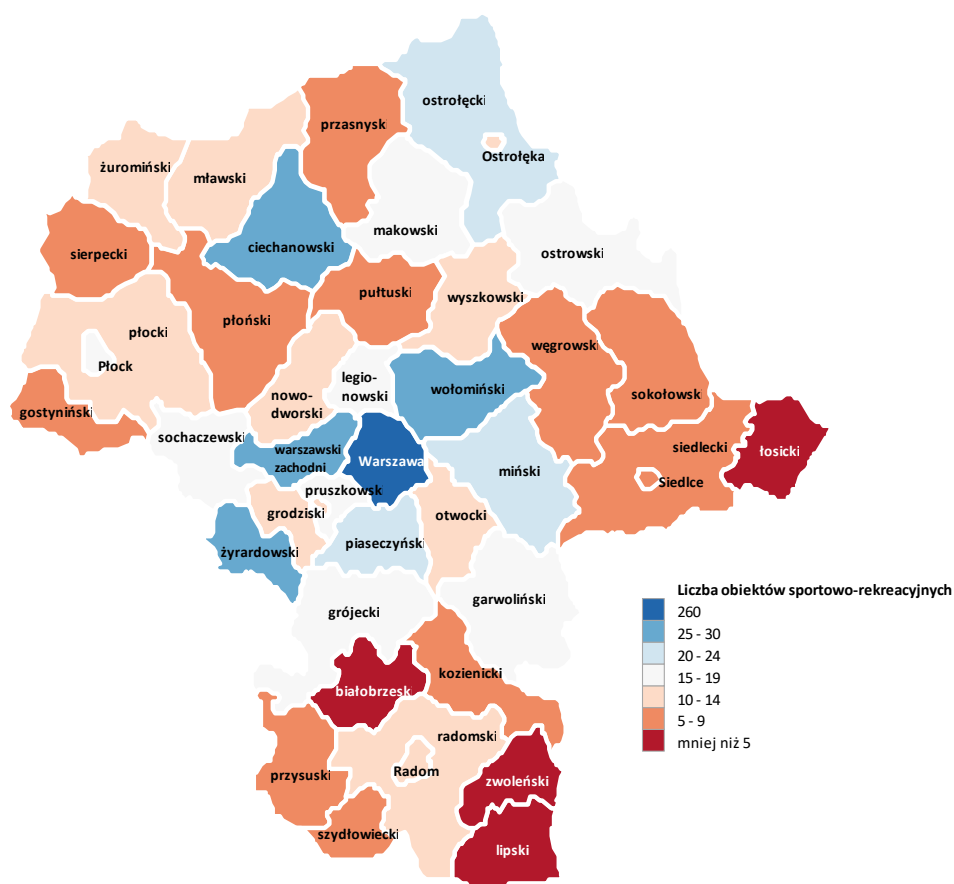 ostrołęcki
przasnysk
Ostrołęka
żuromiński
mławski
makowski
ciechanowski
ostrowski
sierpecki
pułtuski
wyszkowski
płoński
płocki
węgrowski
Płock
legio-
nowski
wołomiński
sokołowski
nowo-
dworski
gostyniński
sochaczewski
warszawski
zachodni
Warszawa
siedlecki
łosicki
miński
Siedlce
pruszkowsk
grodziski
otwocki
piaseczyński
żyrardowski
grójecki
garwoliński
Liczba obiektów sportowo-rekreacyjnych
260
25 - 30
20 - 24
15 - 19
10 - 14
5 - 9
mniej niż 5
kozienicki
białobrzesk
radomski
Radom
przysuski
zwoleński
szydłowiecki
lipski